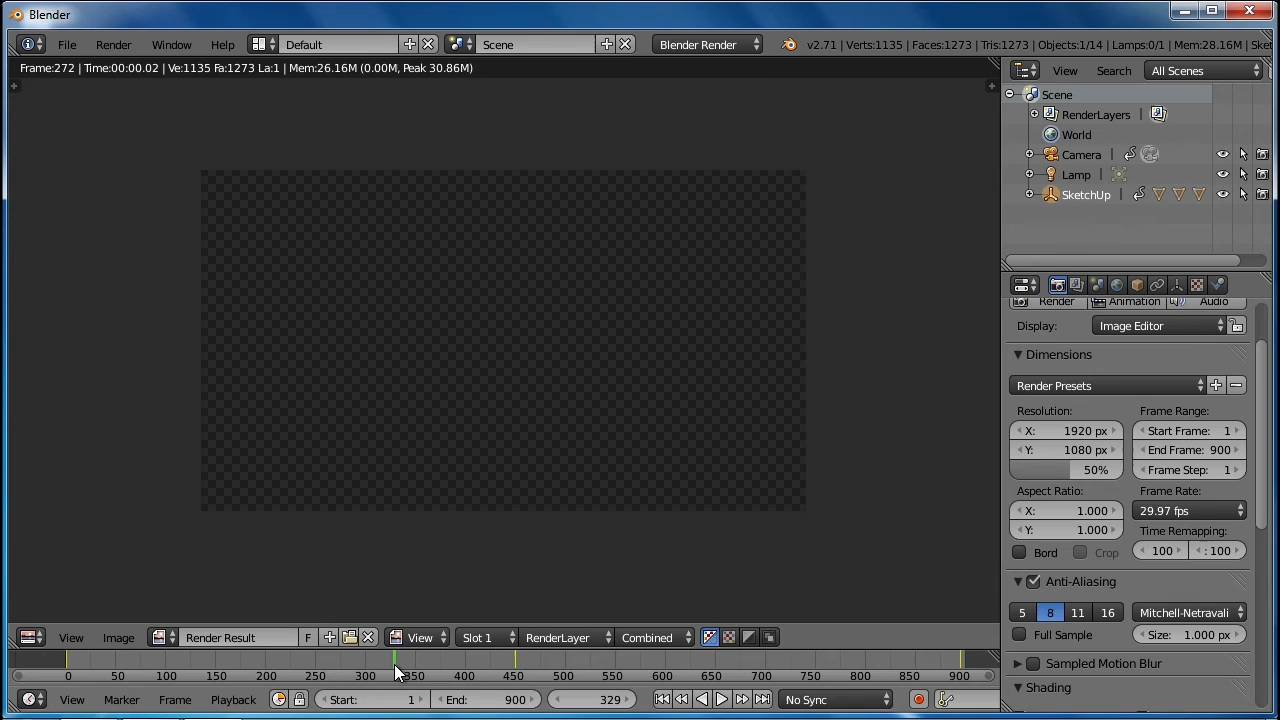 Blender
File Render Window Help Default Scene Blender Render v2.71 | Verts:1135 | Faces:1273 | Tris:1273 | Objects:1/14 | Lamps:0/1 | Mem:28.16M | Sket
Frame:272 | Time:00:00.02 | Ve:1135 Fa:1273 La:1 | Mem:26.16M (0.00M, Peak 30.86M)
View Search All Scenes
Scene
RenderLayers
World
Camera
Lamp
SketchUp
Render Animation Audio
Display: Image Editor
Dimensions
Render Presets
Resolution: Frame Range:
X: 1920 px Start Frame: 1
Y: 1080 px End Frame: 900
50% Frame Step: 1
Aspect Ratio: Frame Rate:
X: 1.000 29.97 fps
Y: 1.000 Time Remapping:
Bord Crop 100 : 100
Anti-Aliasing
5 8 11 16 Mitchell-Netravali
Full Sample Size: 1.000 px
Sampled Motion Blur
Shading
View Image Render Result F View Slot 1 RenderLayer Combined
0 50 100 150 200 250 300 350 400 450 500 550 600 650 700 750 800 850 900
View Marker Frame Playback Start: 1 End: 900 329 No Sync